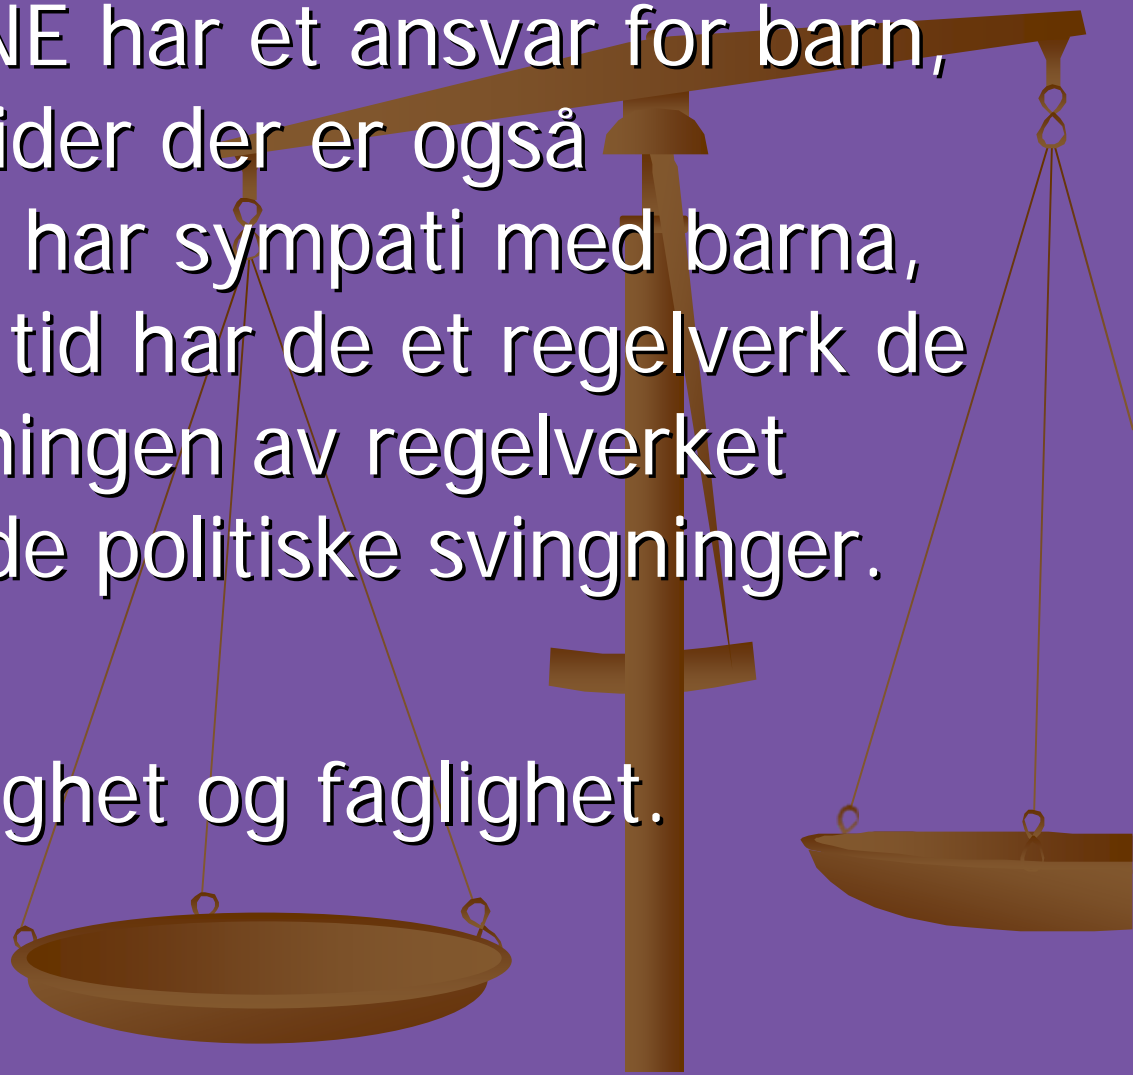 NE har et ansvar for barn,
ider der er også
har sympati med barna,
tid har de et regelverk de
ningen av regelverket
de politiske svingninger.
ghet og faglighet.